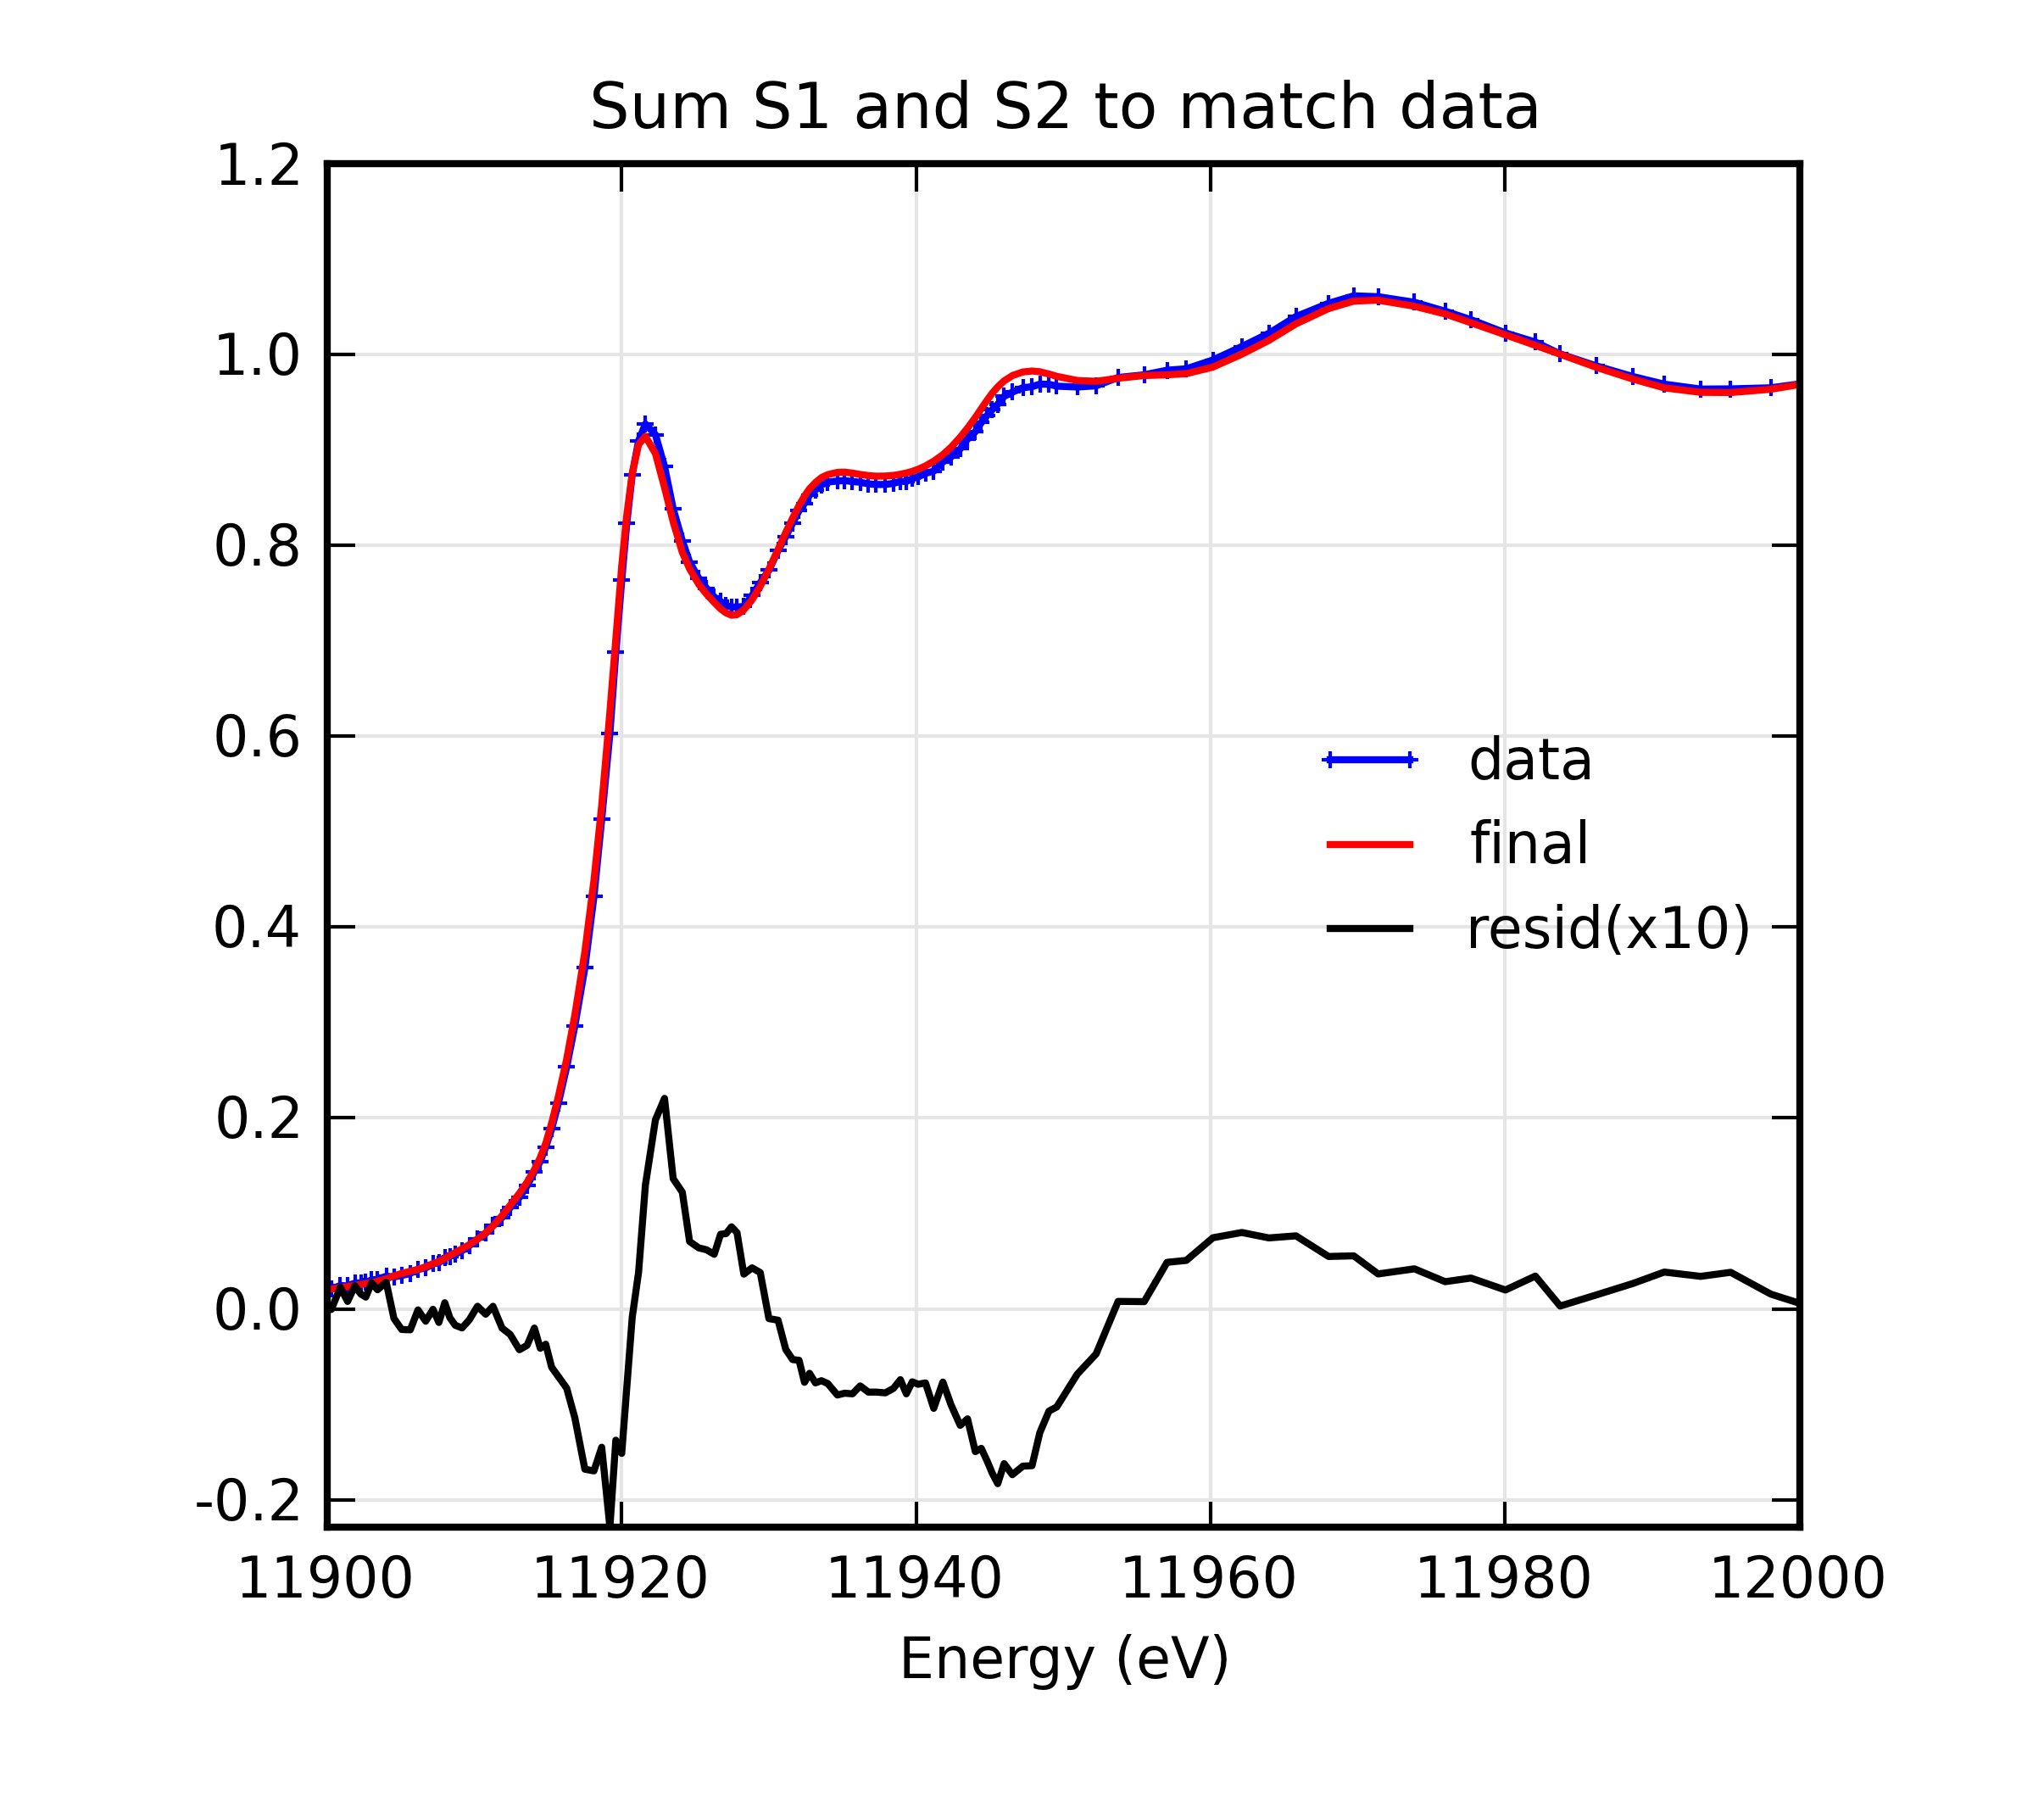 Sum S1 and S2 to match data
1.2
1.0
0.8
0.6
0.4
0.2
0.0
-0.2
data
final
resid(x10)
11900 11920 11940 11960 11980 12000
Energy (eV)